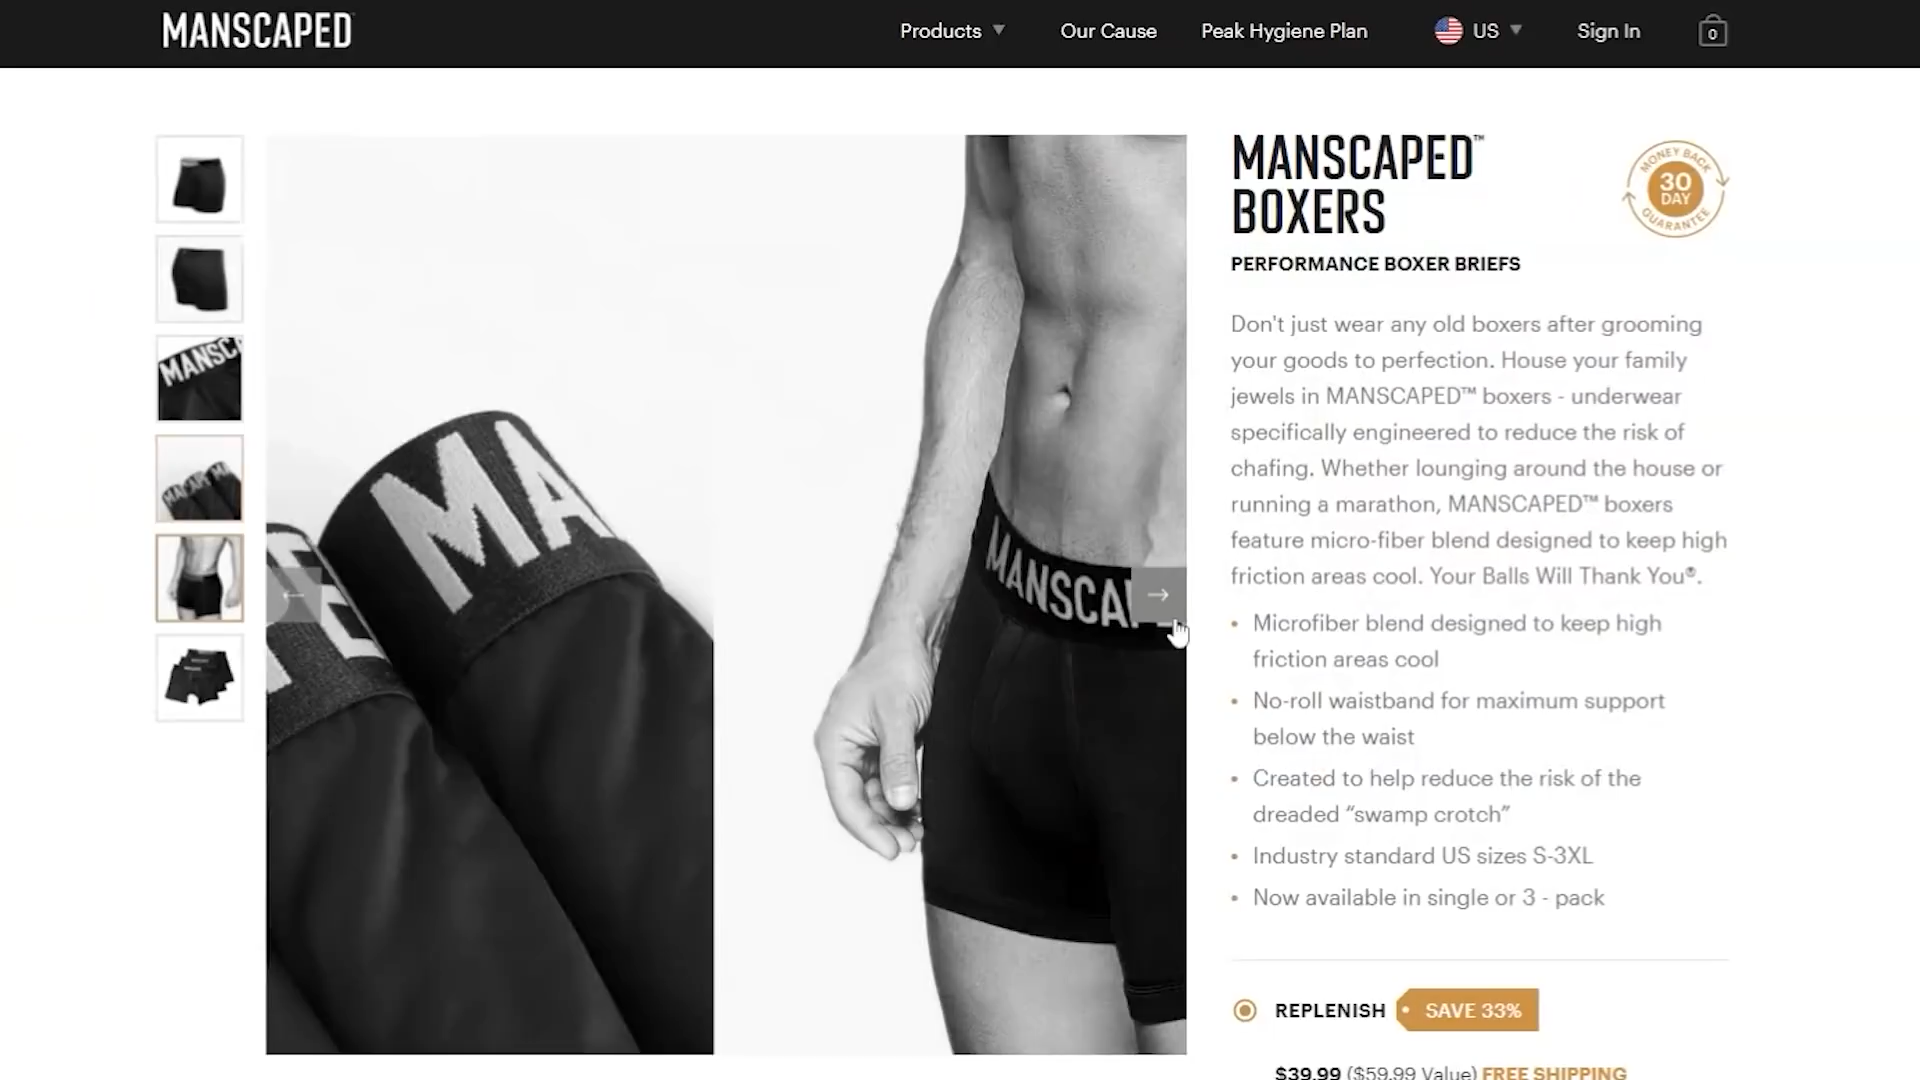 MANSCAPED
Products Our Cause Peak Hygiene Plan US Sign In 0
MANSCAPED™
BOXERS
MONEY BACK
30
DAY
GUARANTEE
PERFORMANCE BOXER BRIEFS
Don't just wear any old boxers after grooming
your goods to perfection. House your family
jewels in MANSCAPED™ boxers - underwear
specifically engineered to reduce the risk of
chafing. Whether lounging around the house or
running a marathon, MANSCAPED™ boxers
feature micro-fiber blend designed to keep high
friction areas cool. Your Balls Will Thank You®.
• Microfiber blend designed to keep high
friction areas cool
• No-roll waistband for maximum support
below the waist
• Created to help reduce the risk of the
dreaded “swamp crotch”
• Industry standard US sizes S-3XL
• Now available in single or 3 - pack
REPLENISH SAVE 33%
$39.99 ($59.99 Value) FREE SHIPPING
MANSC
MA
PE
MANSCA